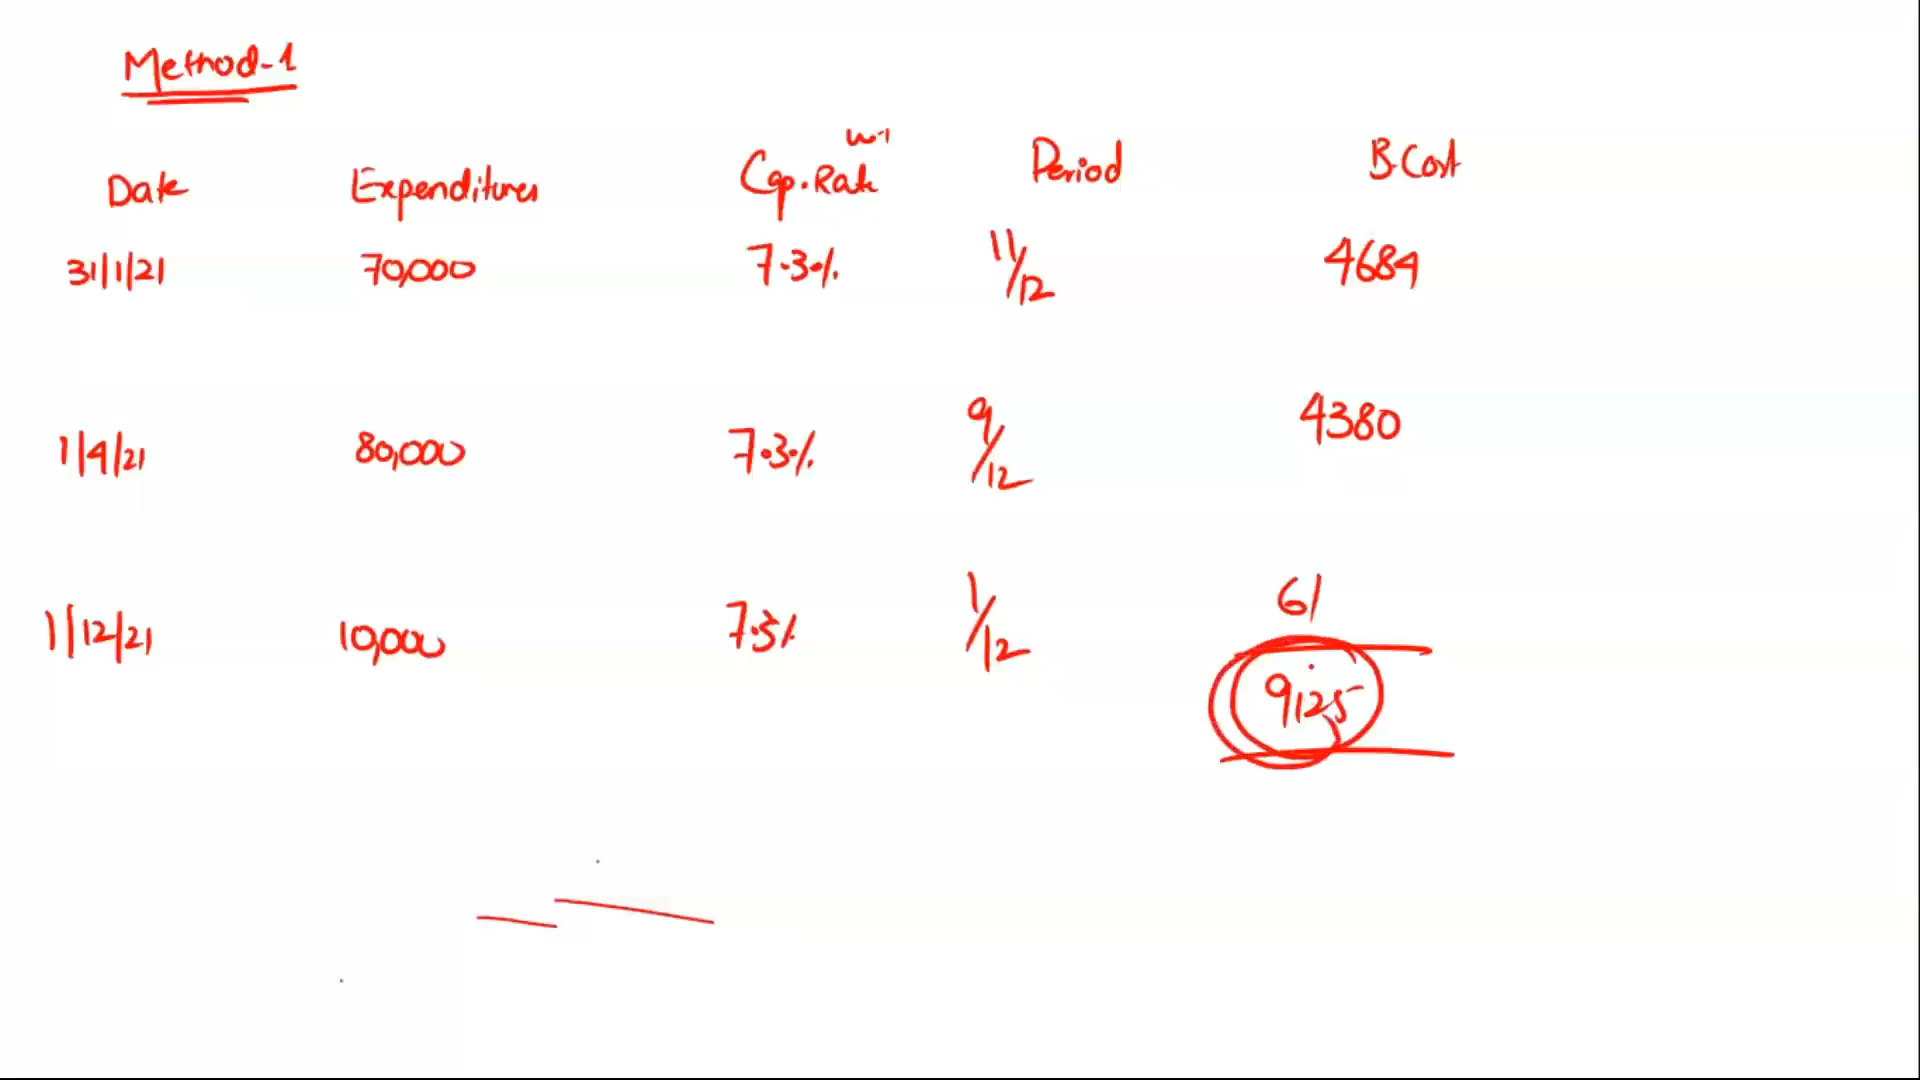 Method-1
W-1
Date Expenditures Cap.Rate Period B.Cost
31/1/21 70,000 7.3% 11/12 4684
1/4/21 80,000 7.3% 9/12 4380
1/12/21 10,000 7.3% 1/12 61
9125